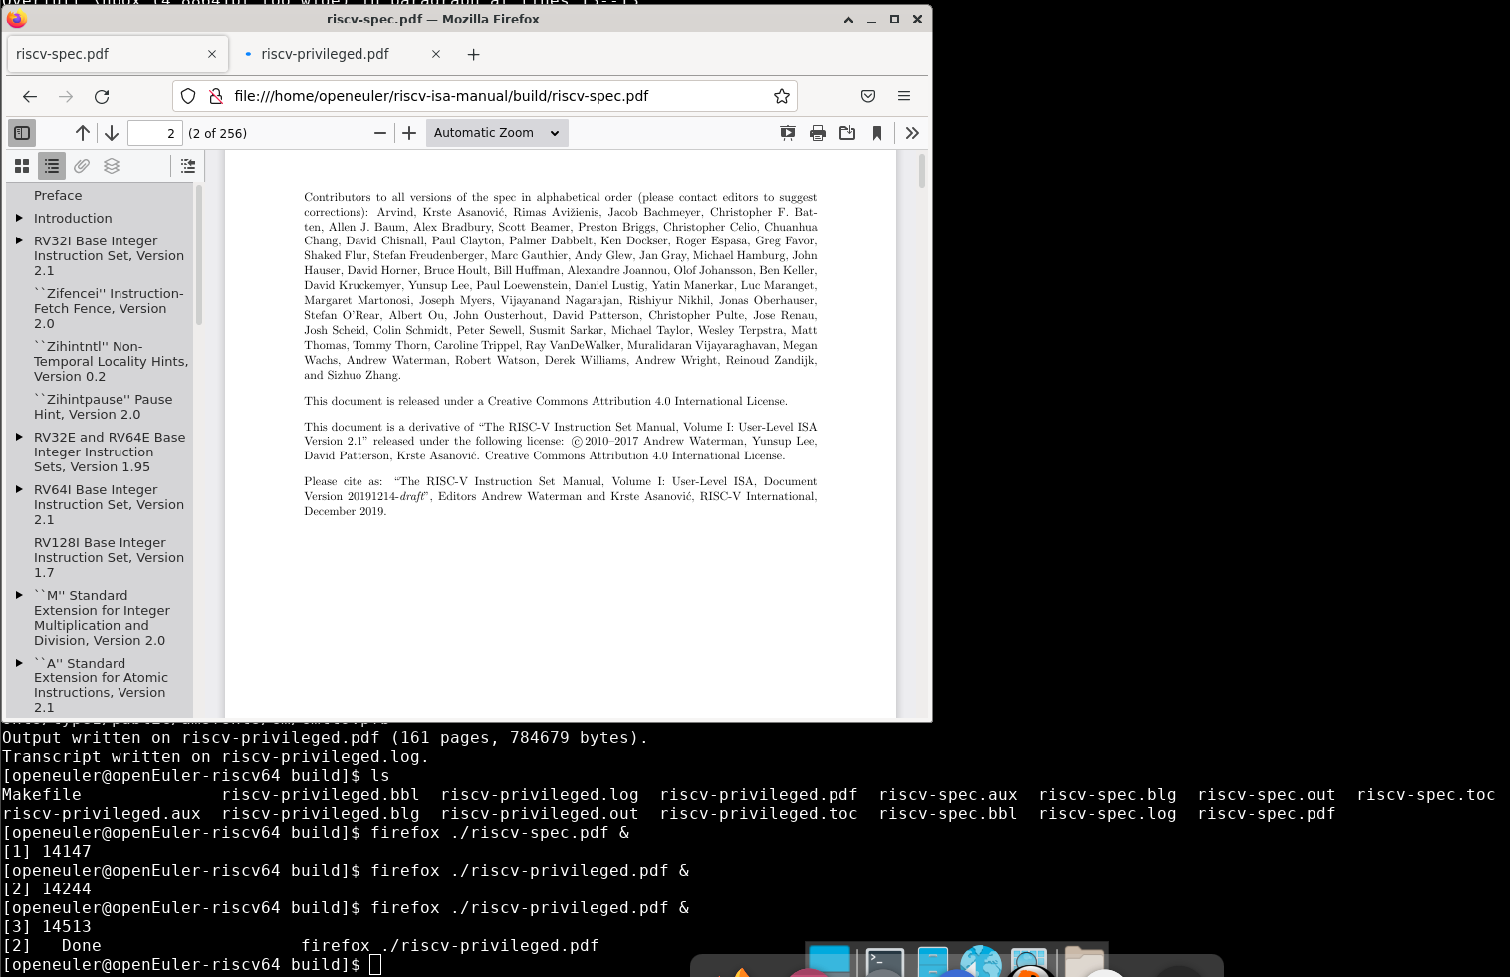 riscv-spec.pdf — Mozilla Firefox
riscv-spec.pdf
riscv-privileged.pdf
file:///home/openeuler/riscv-isa-manual/build/riscv-spec.pdf
2 (2 of 256)
Automatic Zoom
Preface
Introduction
RV32I Base Integer
Instruction Set, Version
2.1
``Zifencei'' Instruction-
Fetch Fence, Version
2.0
``Zihintntl'' Non-
Temporal Locality Hints,
Version 0.2
``Zihintpause'' Pause
Hint, Version 2.0
RV32E and RV64E Base
Integer Instruction
Sets, Version 1.95
RV64I Base Integer
Instruction Set, Version
2.1
RV128I Base Integer
Instruction Set, Version
1.7
``M'' Standard
Extension for Integer
Multiplication and
Division, Version 2.0
``A'' Standard
Extension for Atomic
Instructions, Version
2.1
Contributors to all versions of the spec in alphabetical order (please contact editors to suggest
corrections): Arvind, Krste Asanović, Rimas Avižienis, Jacob Bachmeyer, Christopher F. Bat-
ten, Allen J. Baum, Alex Bradbury, Scott Beamer, Preston Briggs, Christopher Celio, Chuanhua
Chang, David Chisnall, Paul Clayton, Palmer Dabbelt, Ken Dockser, Roger Espasa, Greg Favor,
Shaked Flur, Stefan Freudenberger, Marc Gauthier, Andy Glew, Jan Gray, Michael Hamburg, John
Hauser, David Horner, Bruce Hoult, Bill Huffman, Alexandre Joannou, Olof Johansson, Ben Keller,
David Kruckemyer, Yunsup Lee, Paul Loewenstein, Daniel Lustig, Yatin Manerkar, Luc Maranget,
Margaret Martonosi, Joseph Myers, Vijayanand Nagarajan, Rishiyur Nikhil, Jonas Oberhauser,
Stefan O'Rear, Albert Ou, John Ousterhout, David Patterson, Christopher Pulte, Jose Renau,
Josh Scheid, Colin Schmidt, Peter Sewell, Susmit Sarkar, Michael Taylor, Wesley Terpstra, Matt
Thomas, Tommy Thorn, Caroline Trippel, Ray VanDeWalker, Muralidaran Vijayaraghavan, Megan
Wachs, Andrew Waterman, Robert Watson, Derek Williams, Andrew Wright, Reinoud Zandijk,
and Sizhuo Zhang.
This document is released under a Creative Commons Attribution 4.0 International License.
This document is a derivative of “The RISC-V Instruction Set Manual, Volume I: User-Level ISA
Version 2.1” released under the following license: ©2010–2017 Andrew Waterman, Yunsup Lee,
David Patterson, Krste Asanović. Creative Commons Attribution 4.0 International License.
Please cite as: “The RISC-V Instruction Set Manual, Volume I: User-Level ISA, Document
Version 20191214-draft”, Editors Andrew Waterman and Krste Asanović, RISC-V International,
December 2019.
Output written on riscv-privileged.pdf (161 pages, 784679 bytes).
Transcript written on riscv-privileged.log.
[openeuler@openEuler-riscv64 build]$ ls
Makefile riscv-privileged.bbl riscv-privileged.log riscv-privileged.pdf riscv-spec.aux riscv-spec.blg riscv-spec.out riscv-spec.toc
riscv-privileged.aux riscv-privileged.blg riscv-privileged.out riscv-privileged.toc riscv-spec.bbl riscv-spec.log riscv-spec.pdf
[openeuler@openEuler-riscv64 build]$ firefox ./riscv-spec.pdf &
[1] 14147
[openeuler@openEuler-riscv64 build]$ firefox ./riscv-privileged.pdf &
[2] 14244
[openeuler@openEuler-riscv64 build]$ firefox ./riscv-privileged.pdf &
[3] 14513
[2] Done firefox ./riscv-privileged.pdf
[openeuler@openEuler-riscv64 build]$